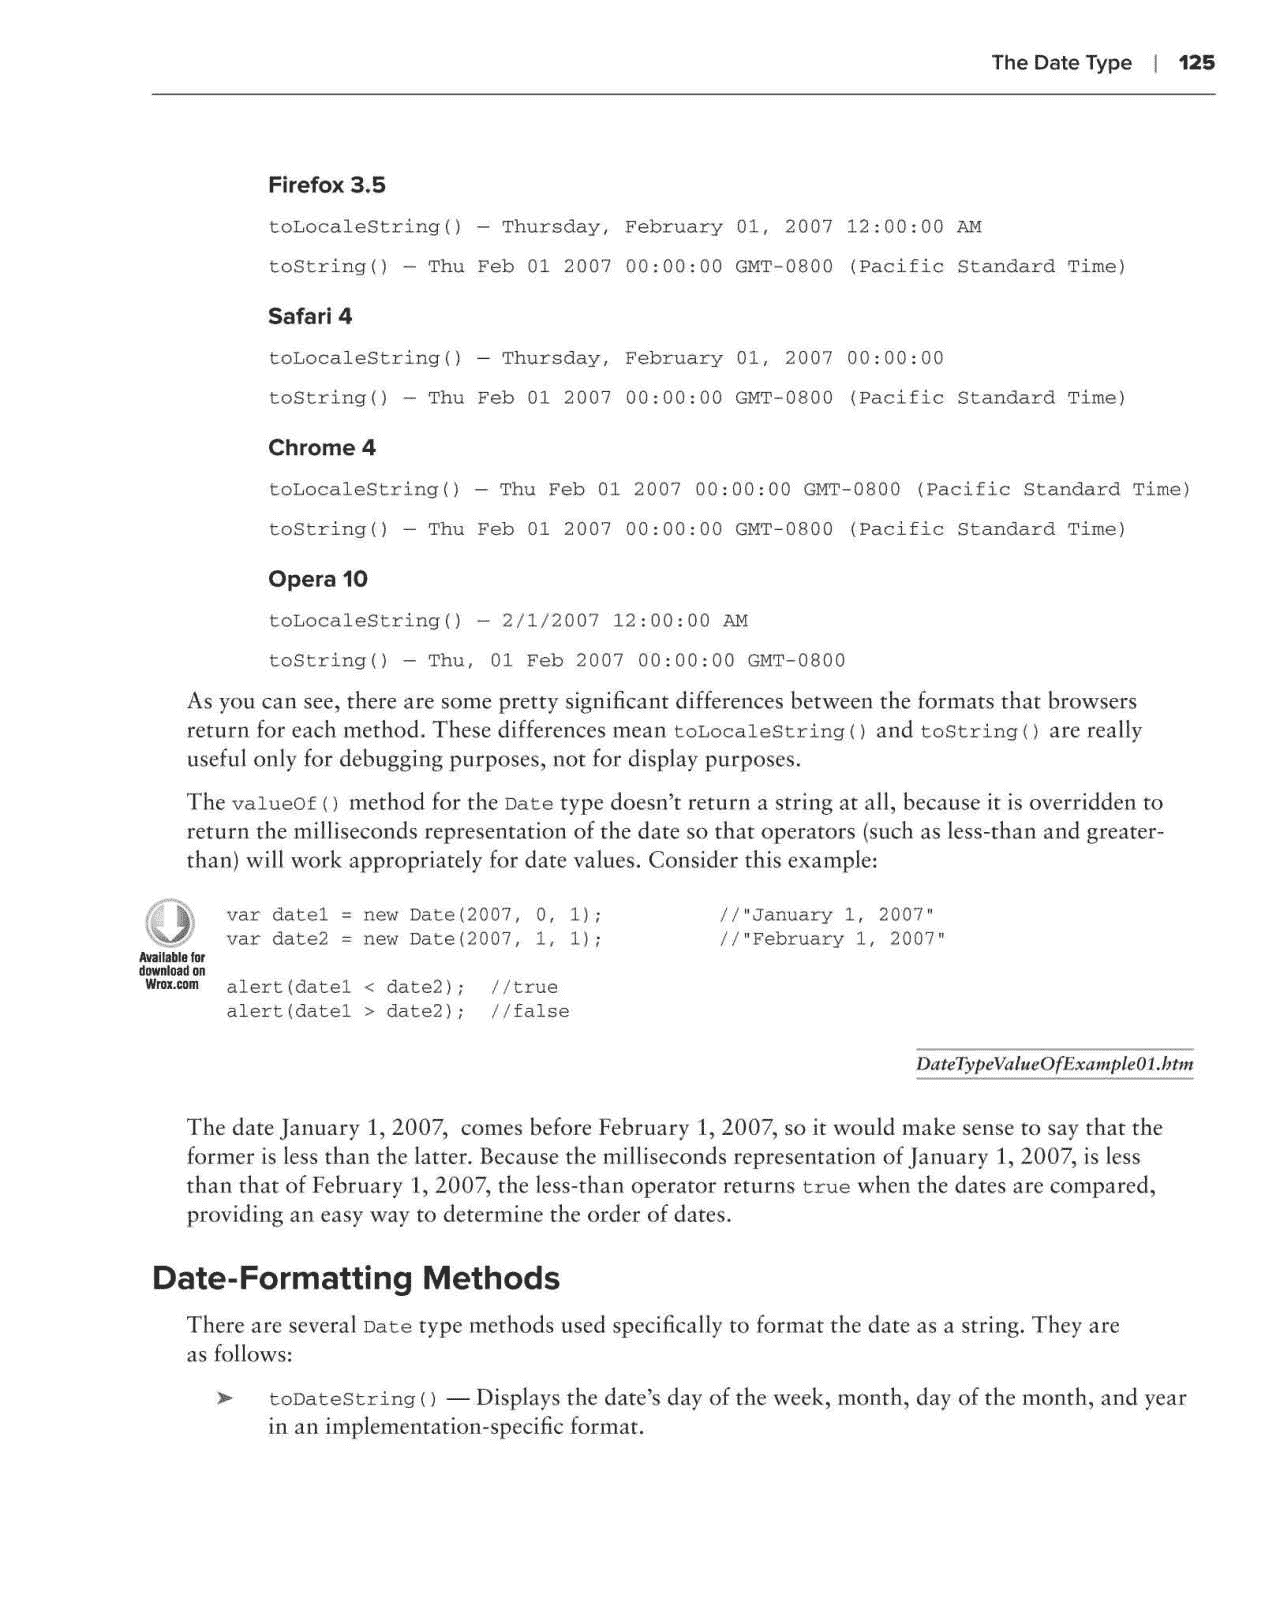 The Date Type | 125
Firefox 3.5
toLocaleString() — Thursday, February 01, 2007 12:00:00 AM
toString() — Thu Feb 01 2007 00:00:00 GMT-0800 (Pacific Standard Time)
Safari 4
toLocaleString() — Thursday, February 01, 2007 00:00:00
toString() — Thu Feb 01 2007 00:00:00 GMT-0800 (Pacific Standard Time)
Chrome 4
toLocaleString() — Thu Feb 01 2007 00:00:00 GMT-0800 (Pacific Standard Time)
toString() — Thu Feb 01 2007 00:00:00 GMT-0800 (Pacific Standard Time)
Opera 10
toLocaleString() — 2/1/2007 12:00:00 AM
toString() — Thu, 01 Feb 2007 00:00:00 GMT-0800
As you can see, there are some pretty significant differences between the formats that browsers
return for each method. These differences mean toLocaleString() and toString() are really
useful only for debugging purposes, not for display purposes.
The valueOf() method for the Date type doesn't return a string at all, because it is overridden to
return the milliseconds representation of the date so that operators (such as less-than and greater-
than) will work appropriately for date values. Consider this example:
var date1 = new Date(2007, 0, 1); //"January 1, 2007"
var date2 = new Date(2007, 1, 1); //"February 1, 2007"
Available for
download on
Wrox.com
alert(date1 < date2); //true
alert(date1 > date2); //false
DateTypeValueOfExample01.htm
The date January 1, 2007, comes before February 1, 2007, so it would make sense to say that the
former is less than the latter. Because the milliseconds representation of January 1, 2007, is less
than that of February 1, 2007, the less-than operator returns true when the dates are compared,
providing an easy way to determine the order of dates.
Date-Formatting Methods
There are several Date type methods used specifically to format the date as a string. They are
as follows:
➤ toDateString() — Displays the date's day of the week, month, day of the month, and year
in an implementation-specific format.